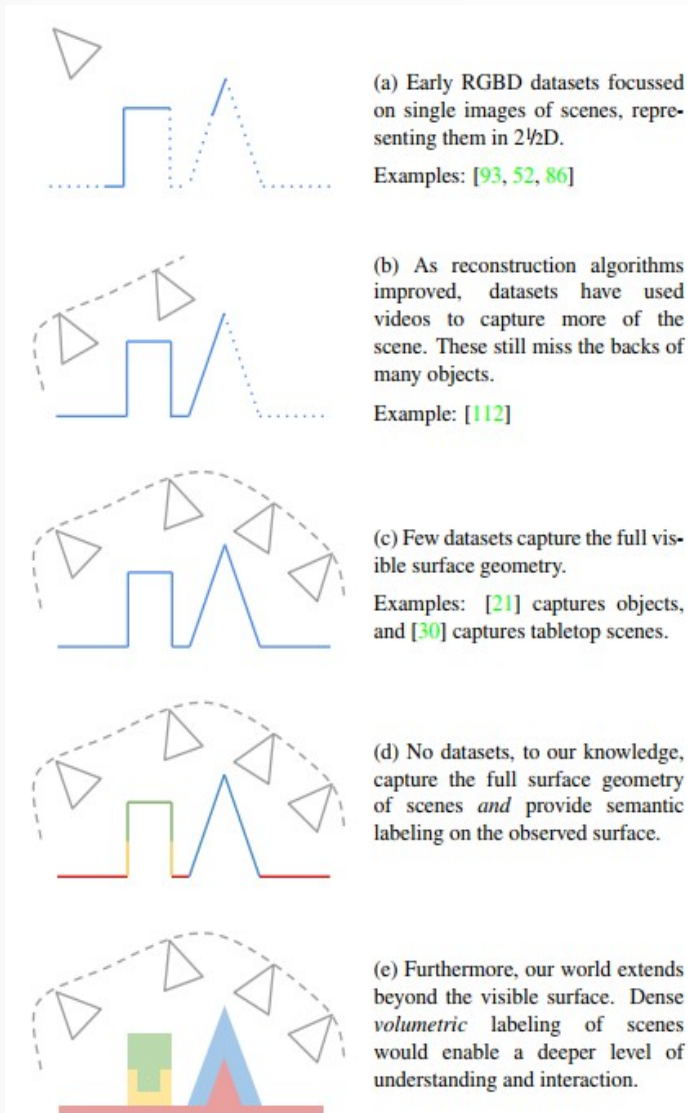 (a) Early RGBD datasets focussed
on single images of scenes, repre-
senting them in 2½D.
Examples: [93, 52, 86]
(b) As reconstruction algorithms
improved, datasets have used
videos to capture more of the
scene. These still miss the backs of
many objects.
Example: [112]
(c) Few datasets capture the full vis-
ible surface geometry.
Examples: [21] captures objects,
and [30] captures tabletop scenes.
(d) No datasets, to our knowledge,
capture the full surface geometry
of scenes and provide semantic
labeling on the observed surface.
(e) Furthermore, our world extends
beyond the visible surface. Dense
volumetric labeling of scenes
would enable a deeper level of
understanding and interaction.